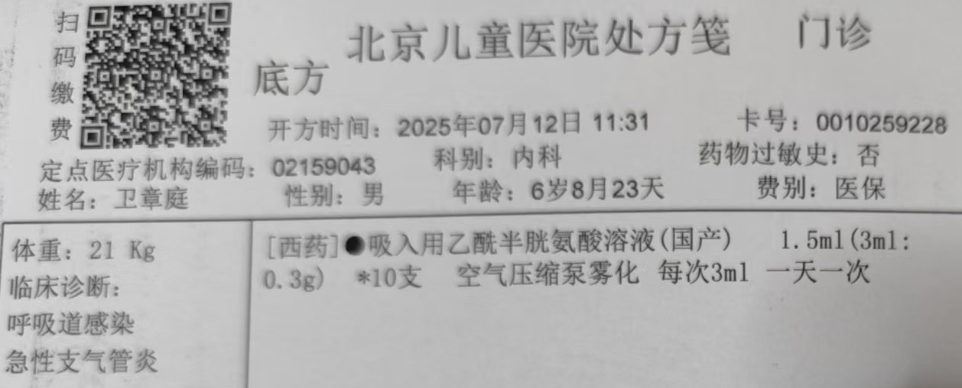 扫码缴费
北京儿童医院处方笺 门诊
底方
开方时间：2025年07月12日 11:31 卡号：0010259228
定点医疗机构编码：02159043 科别：内科 药物过敏史：否
姓名：卫章庭 性别：男 年龄：6岁8月23天 费别：医保
体重：21 Kg
临床诊断：
呼吸道感染
急性支气管炎
[西药]●吸入用乙酰半胱氨酸溶液(国产) 1.5ml(3ml:
0.3g) *10支 空气压缩泵雾化 每次3ml 一天一次